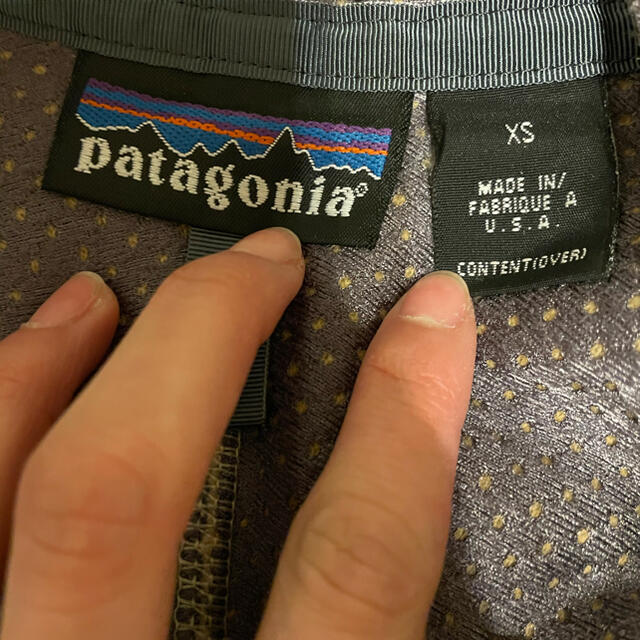 patagonia®
XS
MADE IN/
FABRIQUE A
U.S.A.
CONTENT(OVER)